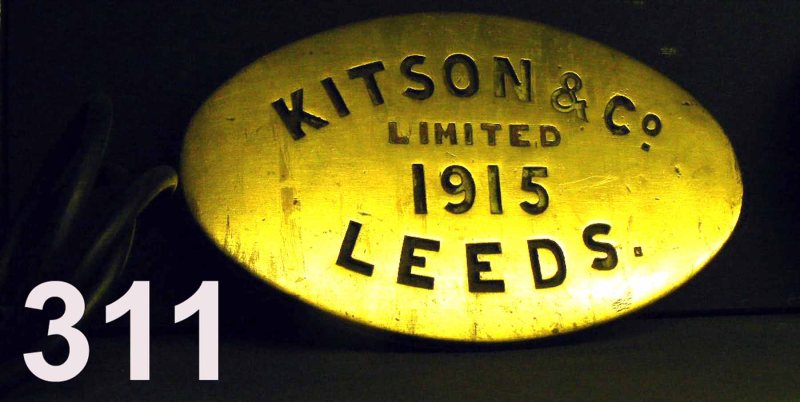 KITSON & Co.
LIMITED
1915
LEEDS.
311